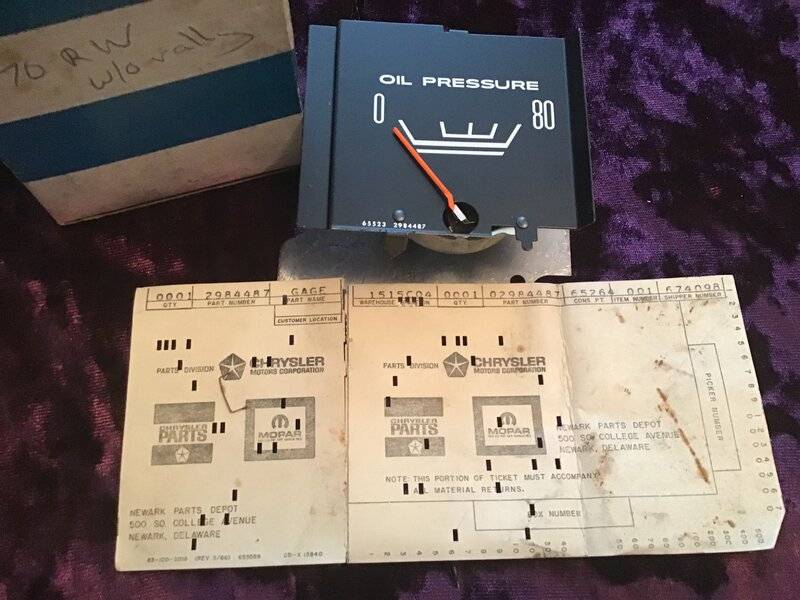 70 RW
w/o rally
OIL PRESSURE
0
80
65523 2984487
0001 2984487 GAGE
QTY. PART NUMBER PART NAME
CUSTOMER LOCATION
PARTS DIVISION
CHRYSLER
MOTORS CORPORATION
CHRYSLER
PARTS
MOPAR
NEWARK PARTS DEPOT
500 SO. COLLEGE AVENUE
NEWARK, DELAWARE
1515C04 0001 02984487 65264 001 674098
WAREHOUSE QTY. PART NUMBER CONS PT. ITEM NUMBER SHIPPER NUMBER
PARTS DIVISION
CHRYSLER
MOTORS CORPORATION
CHRYSLER
PARTS
MOPAR
NEWARK PARTS DEPOT
500 SO. COLLEGE AVENUE
NEWARK, DELAWARE
NOTE: THIS PORTION OF TICKET MUST ACCOMPANY
ALL MATERIAL RETURNS.
BOX NUMBER
PICKER NUMBER